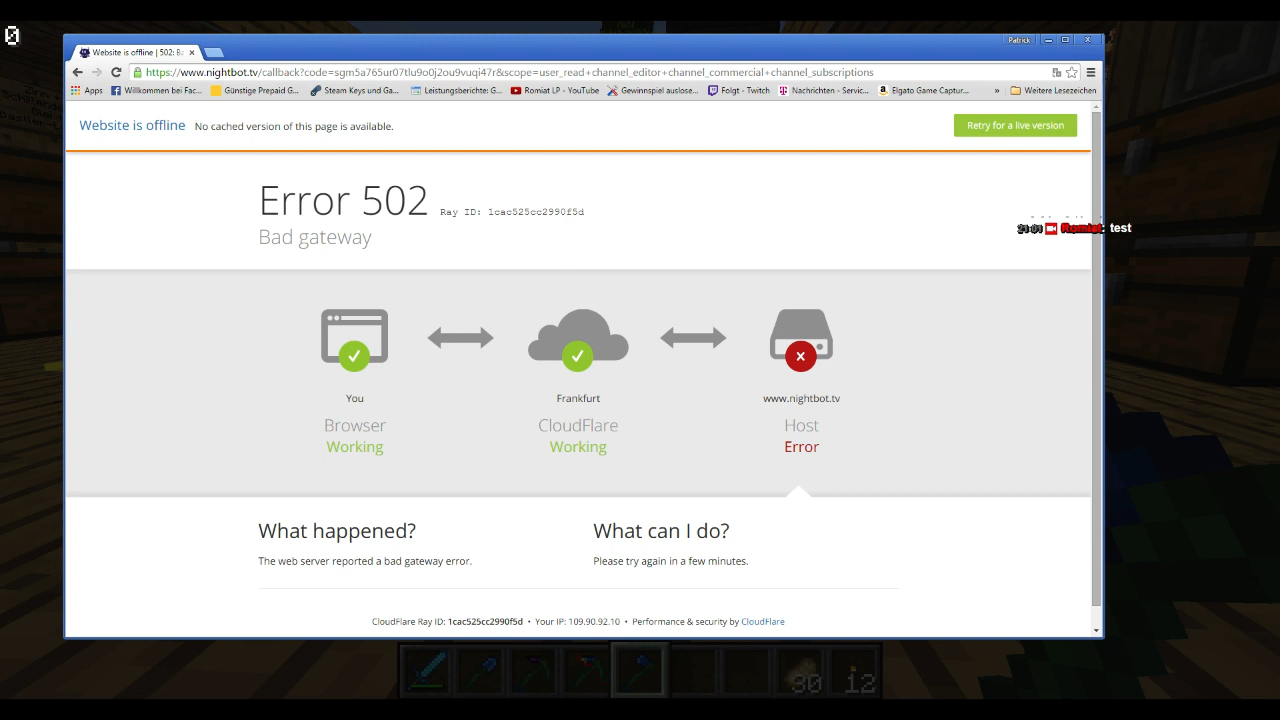 0
Patrick
Website is offline | 502: Ba
https://www.nightbot.tv/callback?code=sgm5a765ur07tlu9o0j2ou9vuqi47r&scope=user_read+channel_editor+channel_commercial+channel_subscriptions
Apps Willkommen bei Fac... Günstige Prepaid G... Steam Keys und Ga... Leistungsberichte: G... Romiat LP - YouTube Gewinnspiel auslose... Folgt - Twitch Nachrichten - Servic... Elgato Game Captur... » Weitere Lesezeichen
Website is offline No cached version of this page is available. Retry for a live version
Error 502 Ray ID: 1cac525cc2990f5d
Bad gateway
21:01 Romiat: test
You Frankfurt www.nightbot.tv
Browser CloudFlare Host
Working Working Error
What happened? What can I do?
The web server reported a bad gateway error. Please try again in a few minutes.
CloudFlare Ray ID: 1cac525cc2990f5d • Your IP: 109.90.92.10 • Performance & security by CloudFlare
30 12